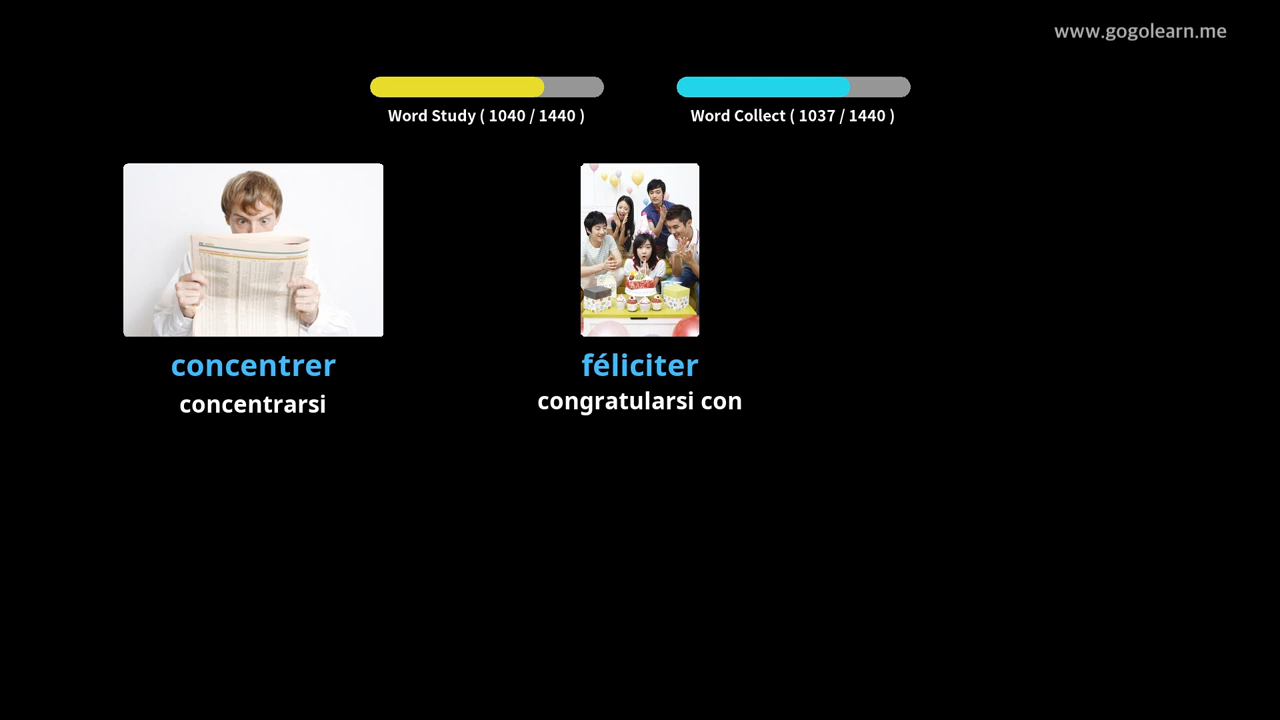 www.gogolearn.me
Word Study ( 1040 / 1440 )
Word Collect ( 1037 / 1440 )
concentrer
concentrarsi
féliciter
congratularsi con